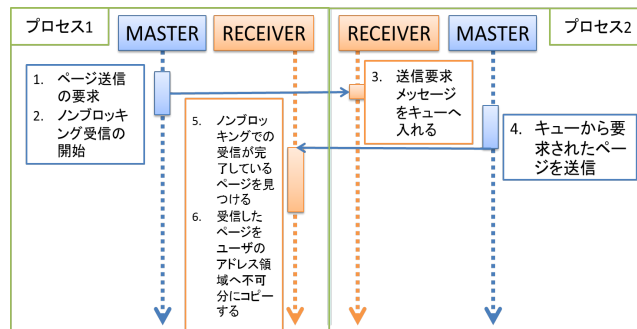 プロセス1
MASTER
RECEIVER
RECEIVER
MASTER
プロセス2
1. ページ送信
の要求
2. ノンブロッキ
ング受信の
開始
3. 送信要求
メッセージ
をキューへ
入れる
4. キューから要
求されたペー
ジを送信
5. ノンブロッ
キングでの
受信が完
了している
ページを見
つける
6. 受信した
ページを
ユーザの
アドレス領
域へ不可
分にコピー
する